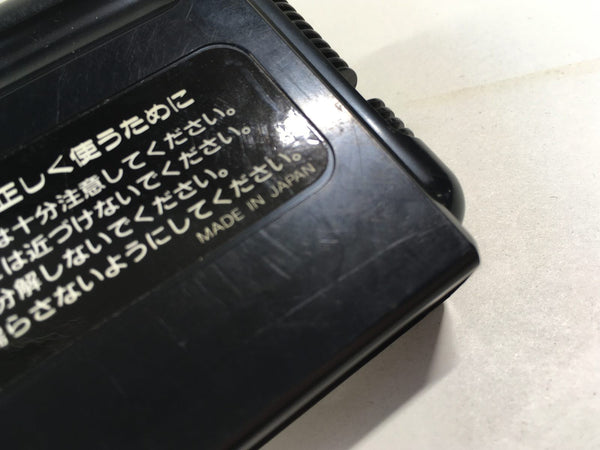 正しく使うために
は十分注意してください。
は近づけないでください。
分解しないでください。
らさないようにしてください。
MADE IN JAPAN